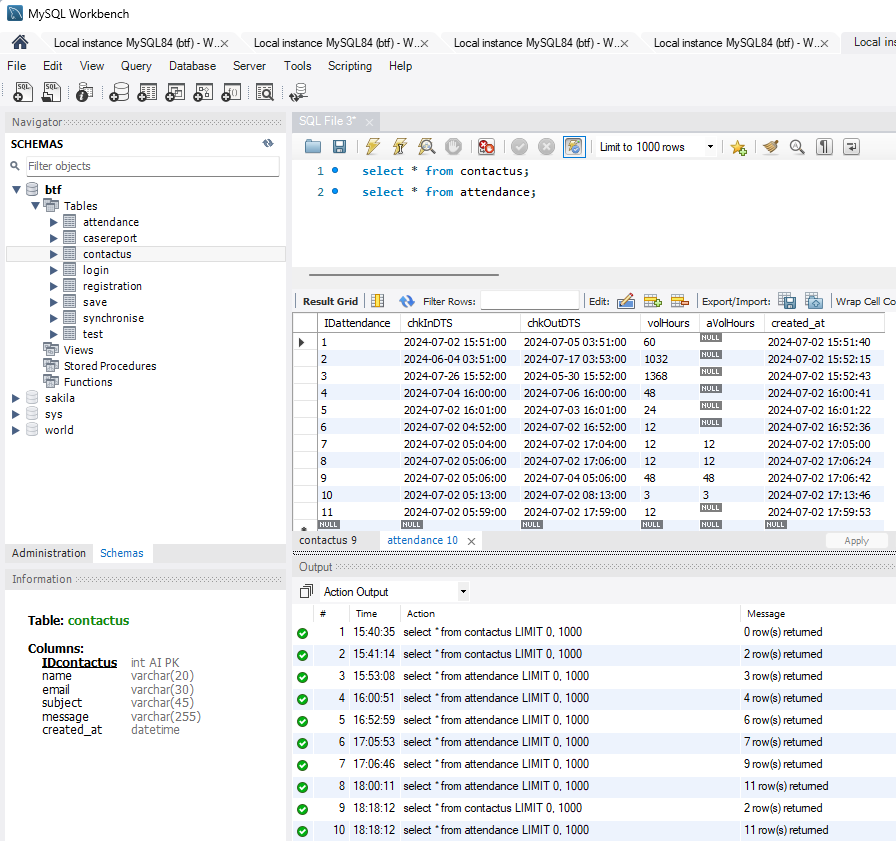 MySQL Workbench
Local instance MySQL84 (btf) - W... Local instance MySQL84 (btf) - W... Local instance MySQL84 (btf) - W... Local instance MySQL84 (btf) - W... Local ins
File Edit View Query Database Server Tools Scripting Help
Navigator
SCHEMAS
Filter objects
btf
Tables
attendance
casereport
contactus
login
registration
save
synchronise
test
Views
Stored Procedures
Functions
sakila
sys
world
Administration Schemas
Information
Table: contactus
Columns:
IDcontactus int AI PK
name varchar(20)
email varchar(30)
subject varchar(45)
message varchar(255)
created_at datetime
SQL File 3*
Limit to 1000 rows
1 select * from contactus;
2 select * from attendance;
Result Grid Filter Rows: Edit: Export/Import: Wrap Cell Co
IDattendance chkInDTS chkOutDTS volHours aVolHours created_at
1 2024-07-02 15:51:00 2024-07-05 03:51:00 60 NULL 2024-07-02 15:51:40
2 2024-06-04 03:51:00 2024-07-17 03:53:00 1032 NULL 2024-07-02 15:52:15
3 2024-07-26 15:52:00 2024-05-30 15:52:00 1368 NULL 2024-07-02 15:52:43
4 2024-07-04 16:00:00 2024-07-06 16:00:00 48 NULL 2024-07-02 16:00:41
5 2024-07-02 16:01:00 2024-07-03 16:01:00 24 NULL 2024-07-02 16:01:22
6 2024-07-02 04:52:00 2024-07-02 16:52:00 12 NULL 2024-07-02 16:52:36
7 2024-07-02 05:04:00 2024-07-02 17:04:00 12 12 2024-07-02 17:05:00
8 2024-07-02 05:06:00 2024-07-02 17:06:00 12 12 2024-07-02 17:06:24
9 2024-07-02 05:06:00 2024-07-04 05:06:00 48 48 2024-07-02 17:06:42
10 2024-07-02 05:13:00 2024-07-02 08:13:00 3 3 2024-07-02 17:13:46
11 2024-07-02 05:59:00 2024-07-02 17:59:00 12 NULL 2024-07-02 17:59:53
NULL NULL NULL NULL NULL NULL
contactus 9 attendance 10 Apply
Output
Action Output
# Time Action Message
1 15:40:35 select * from contactus LIMIT 0, 1000 0 row(s) returned
2 15:41:14 select * from contactus LIMIT 0, 1000 2 row(s) returned
3 15:53:08 select * from attendance LIMIT 0, 1000 3 row(s) returned
4 16:00:51 select * from attendance LIMIT 0, 1000 4 row(s) returned
5 16:52:59 select * from attendance LIMIT 0, 1000 6 row(s) returned
6 17:05:53 select * from attendance LIMIT 0, 1000 7 row(s) returned
7 17:06:46 select * from attendance LIMIT 0, 1000 9 row(s) returned
8 18:00:11 select * from attendance LIMIT 0, 1000 11 row(s) returned
9 18:18:12 select * from contactus LIMIT 0, 1000 2 row(s) returned
10 18:18:12 select * from attendance LIMIT 0, 1000 11 row(s) returned